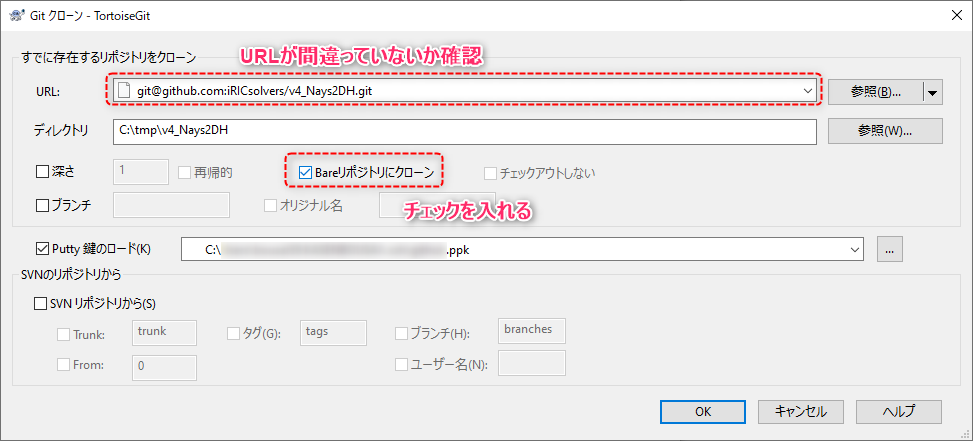 Git クローン - TortoiseGit
URLが間違っていないか確認
すでに存在するリポジトリをクローン
URL: git@github.com:iRICsolvers/v4_Nays2DH.git 参照(B)...
ディレクトリ C:\tmp\v4_Nays2DH 参照(W)...
深さ 1 再帰的 Bareリポジトリにクローン チェックアウトしない
ブランチ オリジナル名
チェックを入れる
Putty 鍵のロード(K) C:\ .ppk ...
SVNのリポジトリから
SVN リポジトリから(S)
Trunk: trunk タグ(G): tags ブランチ(H): branches
From: 0 ユーザー名(N):
OK キャンセル ヘルプ